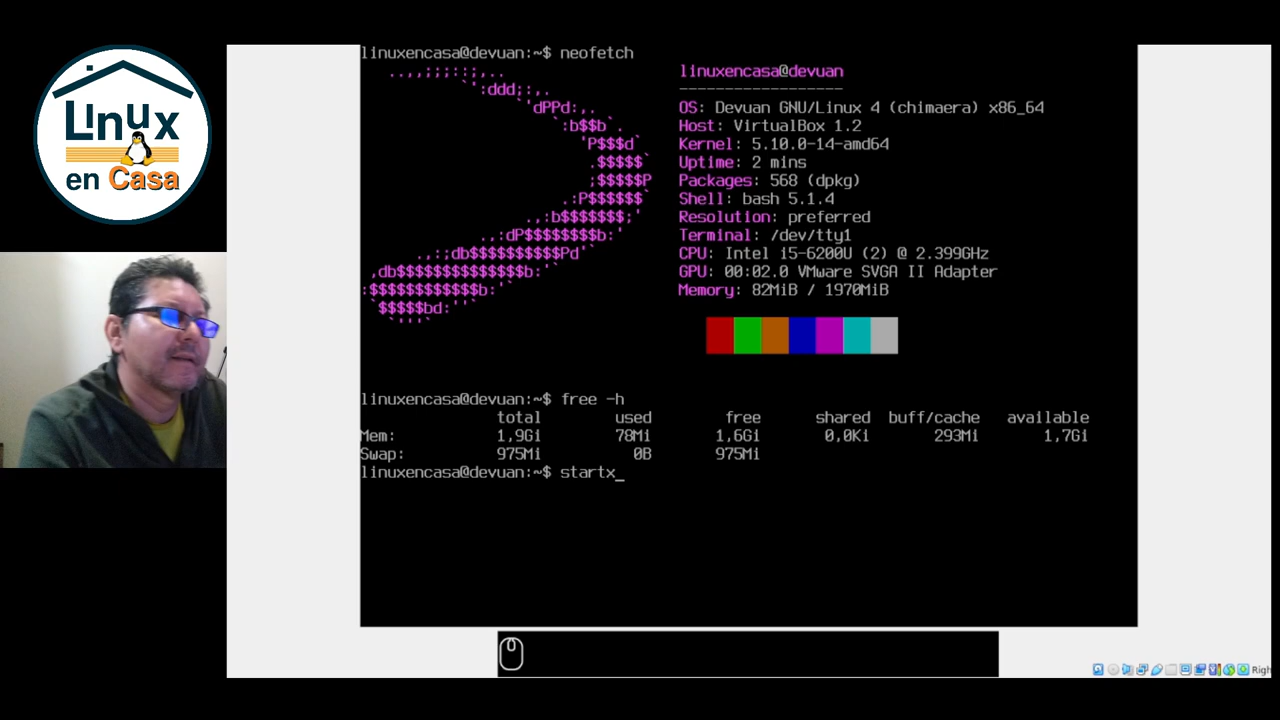 Linux
en Casa
linuxencasa@devuan:~$ neofetch
linuxencasa@devuan
------------------
OS: Devuan GNU/Linux 4 (chimaera) x86_64
Host: VirtualBox 1.2
Kernel: 5.10.0-14-amd64
Uptime: 2 mins
Packages: 568 (dpkg)
Shell: bash 5.1.4
Resolution: preferred
Terminal: /dev/tty1
CPU: Intel i5-6200U (2) @ 2.399GHz
GPU: 00:02.0 VMware SVGA II Adapter
Memory: 82MiB / 1970MiB
linuxencasa@devuan:~$ free -h
total used free shared buff/cache available
Mem: 1,9Gi 78Mi 1,6Gi 0,0Ki 293Mi 1,7Gi
Swap: 975Mi 0B 975Mi
linuxencasa@devuan:~$ startx_
Righ